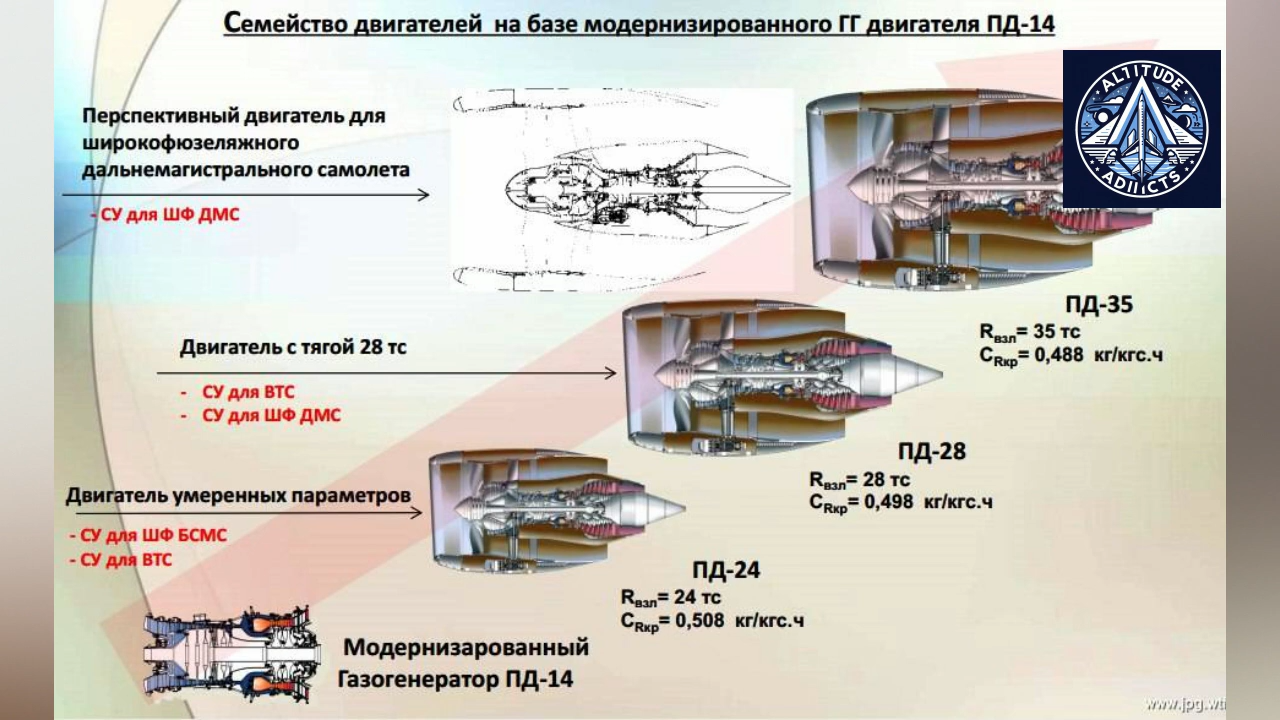 Семейство двигателей на базе модернизированного ГГ двигателя ПД-14
ALTITUDE
ADIICTS
Перспективный двигатель для
широкофюзеляжного
дальнемагистрального самолета
- СУ для ШФ ДМС
ПД-35
Rвзл= 35 тс
CRкр= 0,488 кг/кгс.ч
Двигатель с тягой 28 тс
- СУ для ВТС
- СУ для ШФ ДМС
ПД-28
Rвзл= 28 тс
CRкр= 0,498 кг/кгс.ч
Двигатель умеренных параметров
- СУ для ШФ БСМС
- СУ для ВТС
ПД-24
Rвзл= 24 тс
CRкр= 0,508 кг/кгс.ч
Модернизарованный
Газогенератор ПД-14